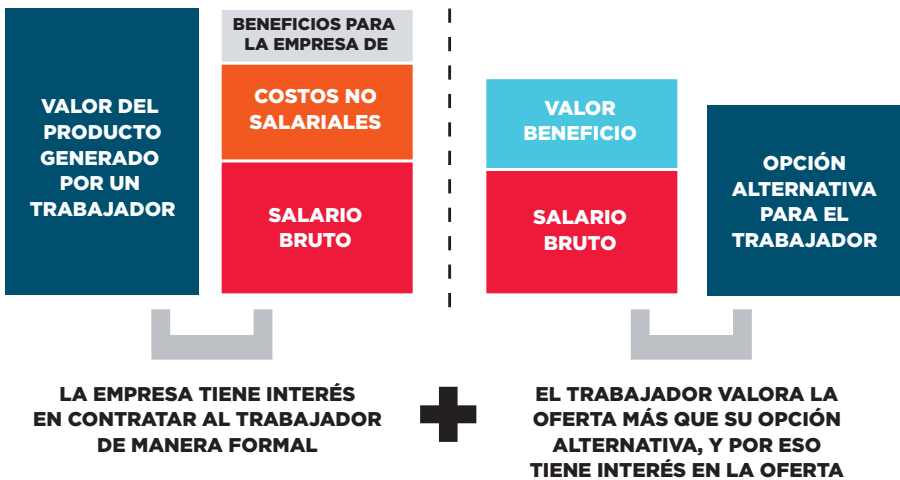 VALOR DEL
PRODUCTO
GENERADO
POR UN
TRABAJADOR
BENEFICIOS PARA
LA EMPRESA DE
COSTOS NO
SALARIALES
SALARIO
BRUTO
VALOR
BENEFICIO
SALARIO
BRUTO
OPCIÓN
ALTERNATIVA
PARA EL
TRABAJADOR
LA EMPRESA TIENE INTERÉS
EN CONTRATAR AL TRABAJADOR
DE MANERA FORMAL
EL TRABAJADOR VALORA LA
OFERTA MÁS QUE SU OPCIÓN
ALTERNATIVA, Y POR ESO
TIENE INTERÉS EN LA OFERTA